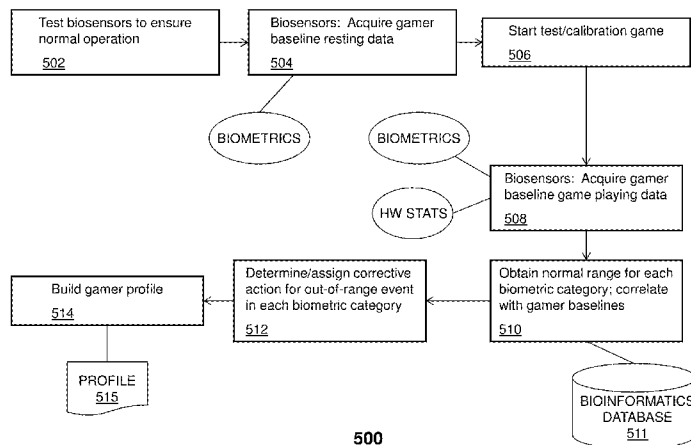 Test biosensors to ensure
normal operation
502
Biosensors: Acquire gamer
baseline resting data
504
Start test/calibration game
506
BIOMETRICS
BIOMETRICS
HW STATS
Biosensors: Acquire gamer
baseline game playing data
508
Obtain normal range for each
biometric category; correlate
with gamer baselines
510
Determine/assign corrective
action for out-of-range event
in each biometric category
512
Build gamer profile
514
PROFILE
515
BIOINFORMATICS
DATABASE
511
500